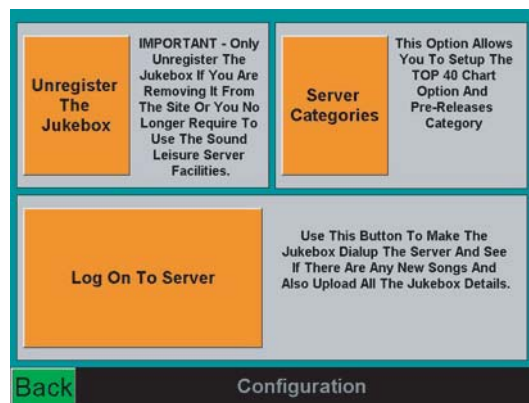 Unregister
The
Jukebox
IMPORTANT - Only
Unregister The
Jukebox If You Are
Removing It From
The Site Or You No
Longer Require To
Use The Sound
Leisure Server
Facilities.
Server
Categories
This Option Allows
You To Setup The
TOP 40 Chart
Option And
Pre-Releases
Category
Log On To Server
Use This Button To Make The
Jukebox Dialup The Server And See
If There Are Any New Songs And
Also Upload All The Jukebox Details.
Back
Configuration